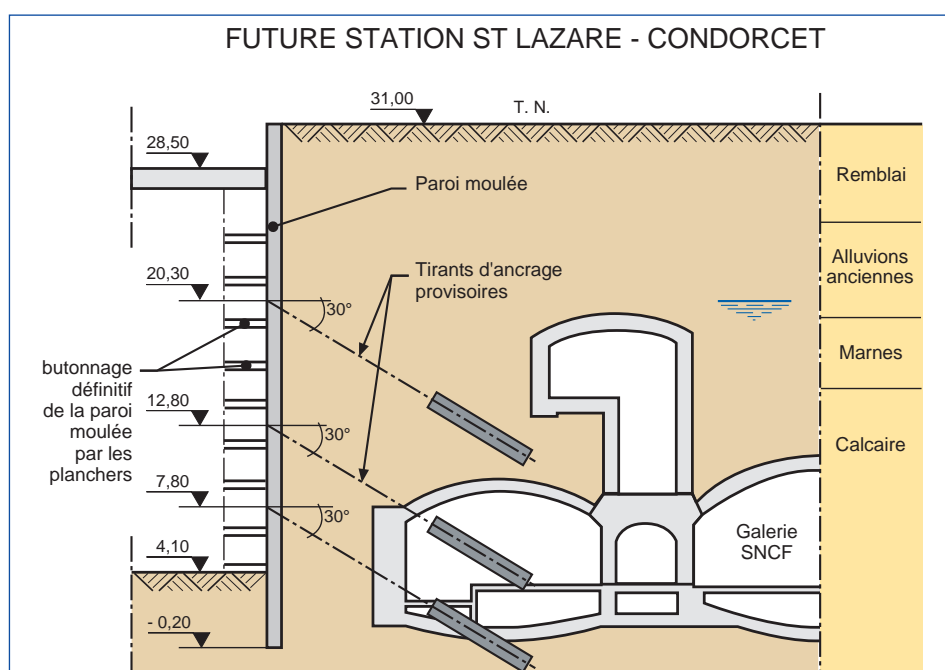 FUTURE STATION ST LAZARE - CONDORCET
31,00
T. N.
28,50
Paroi moulée
Remblai
20,30
Tirants d'ancrage
provisoires
Alluvions
anciennes
30°
Marnes
butonnage
définitif
de la paroi
moulée
par les
planchers
12,80
30°
Calcaire
7,80
30°
Galerie
SNCF
4,10
- 0,20